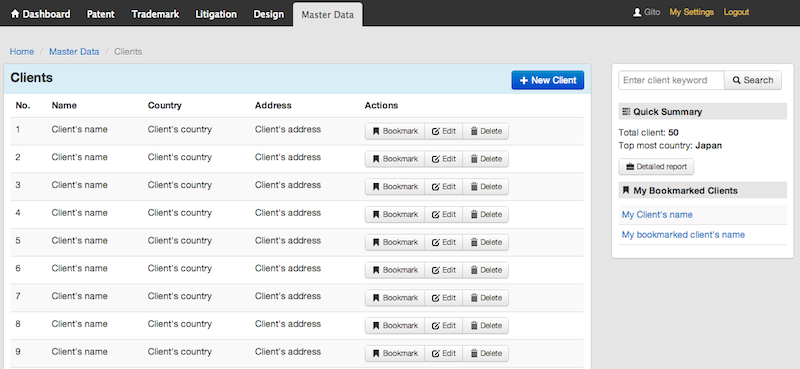 Dashboard Patent Trademark Litigation Design Master Data Gito My Settings Logout
Home / Master Data / Clients
Clients + New Client
No. Name Country Address Actions
1 Client's name Client's country Client's address Bookmark Edit Delete
2 Client's name Client's country Client's address Bookmark Edit Delete
3 Client's name Client's country Client's address Bookmark Edit Delete
4 Client's name Client's country Client's address Bookmark Edit Delete
5 Client's name Client's country Client's address Bookmark Edit Delete
6 Client's name Client's country Client's address Bookmark Edit Delete
7 Client's name Client's country Client's address Bookmark Edit Delete
8 Client's name Client's country Client's address Bookmark Edit Delete
9 Client's name Client's country Client's address Bookmark Edit Delete
Enter client keyword Search
Quick Summary
Total client: 50
Top most country: Japan
Detailed report
My Bookmarked Clients
My Client's name
My bookmarked client's name